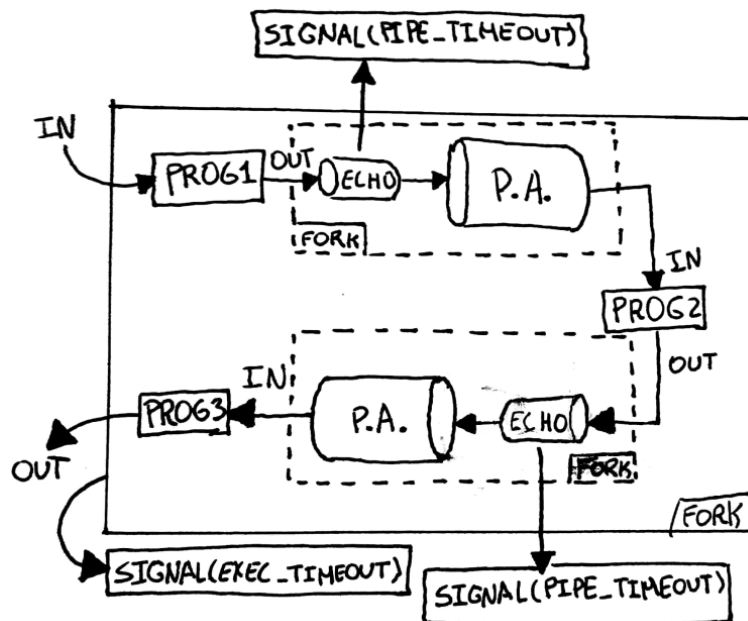 SIGNAL(PIPE_TIMEOUT)
IN
PROG1
OUT
ECHO
P.A.
FORK
IN
PROG2
OUT
IN
PROG3
P.A.
ECHO
OUT
FORK
FORK
SIGNAL(EXEC_TIMEOUT)
SIGNAL(PIPE_TIMEOUT)